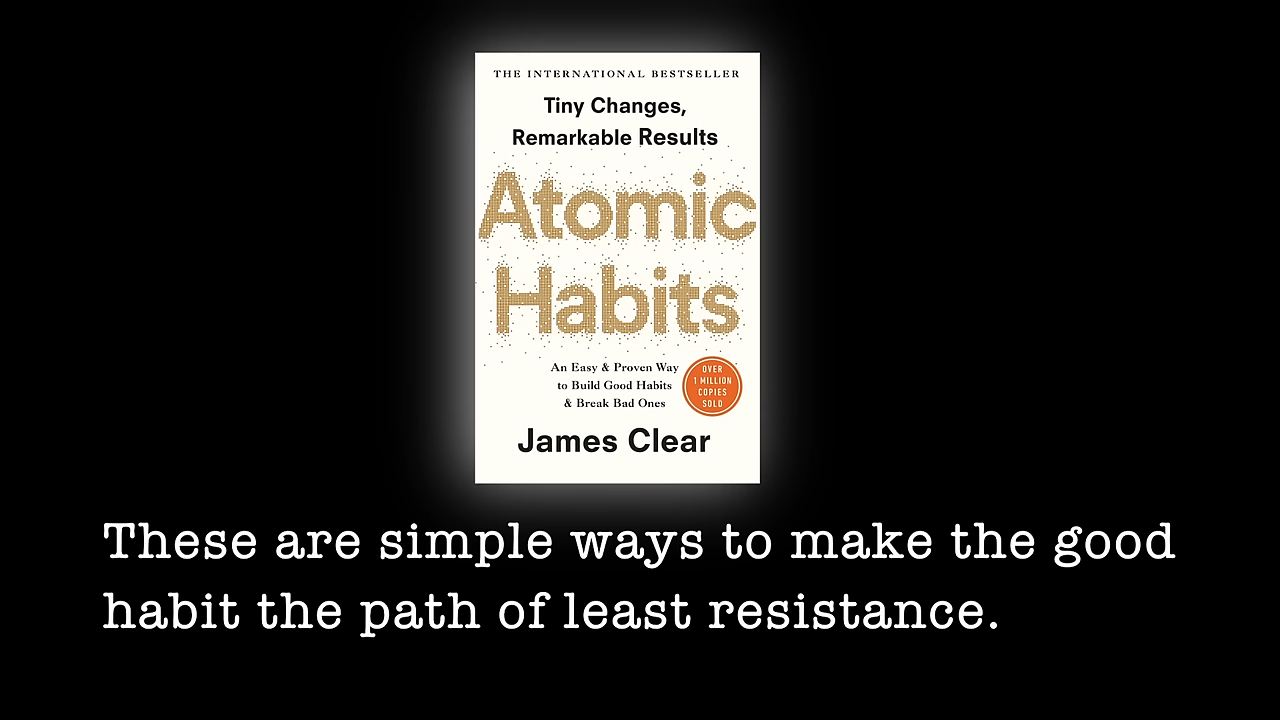 THE INTERNATIONAL BESTSELLER
Tiny Changes,
Remarkable Results
Atomic
Habits
An Easy & Proven Way
to Build Good Habits
& Break Bad Ones
OVER
1 MILLION
COPIES
SOLD
James Clear
These are simple ways to make the good
habit the path of least resistance.